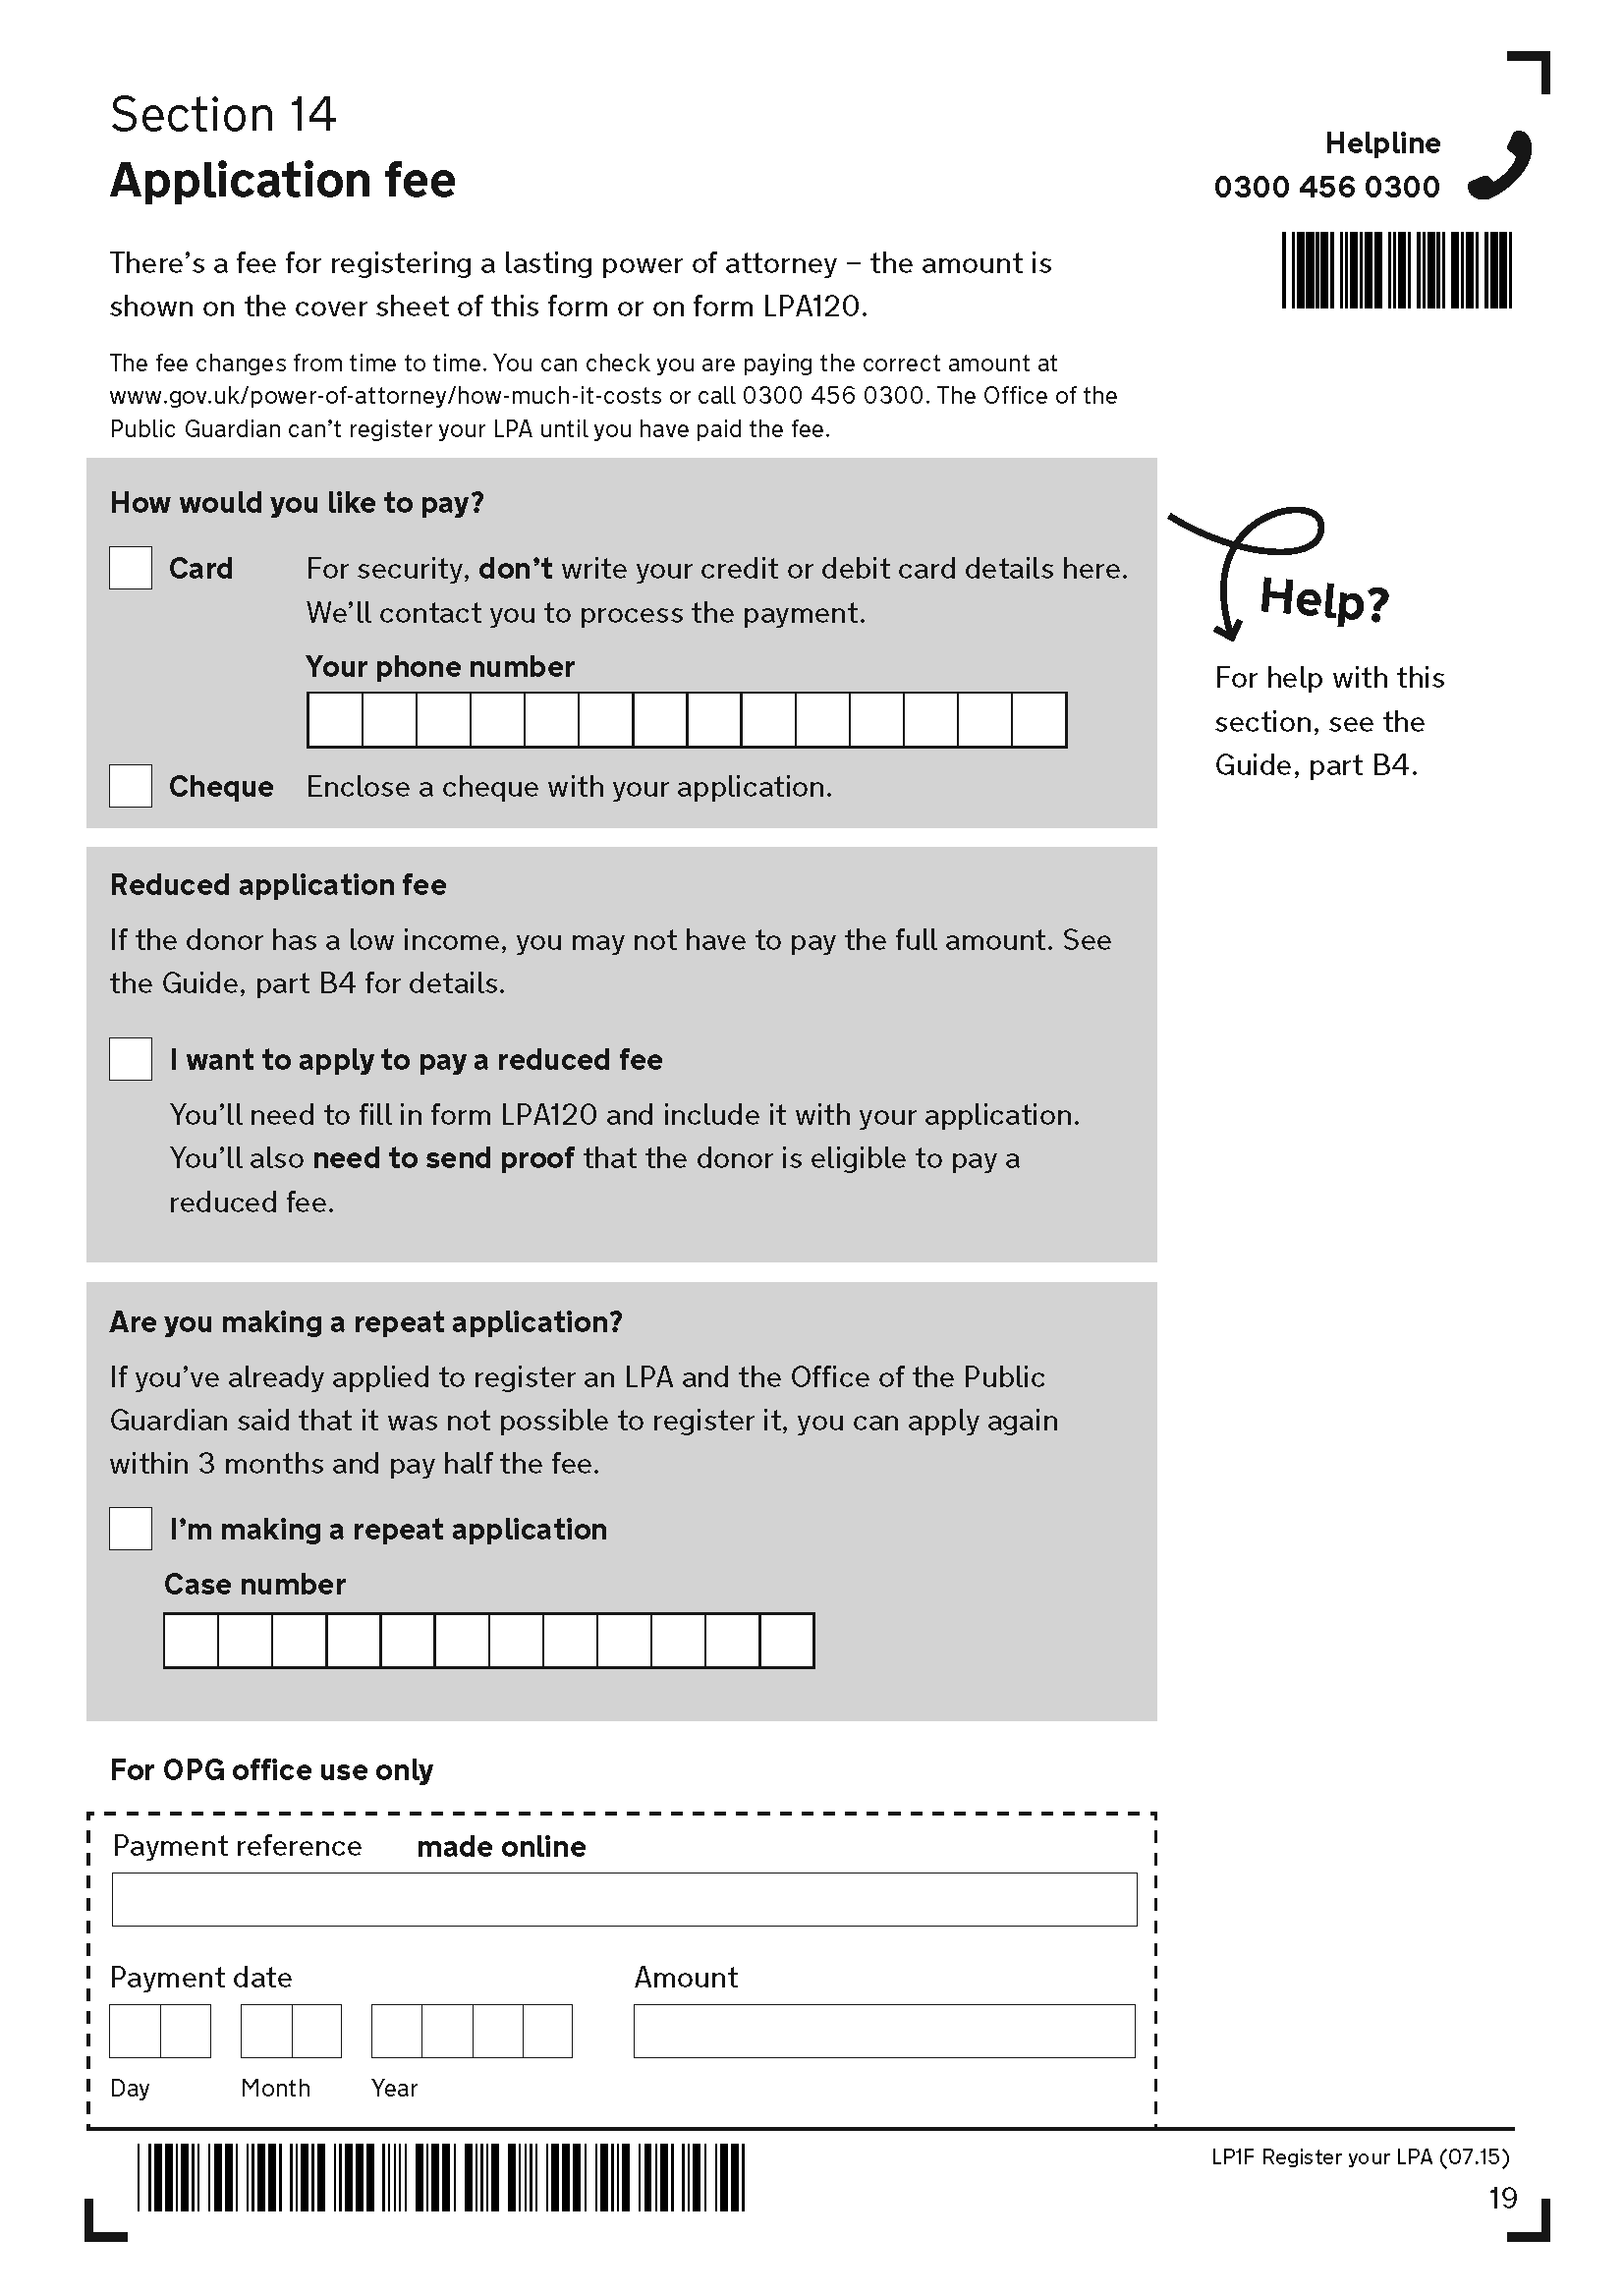 Section 14
Application fee
Helpline
0300 456 0300
There’s a fee for registering a lasting power of attorney – the amount is
shown on the cover sheet of this form or on form LPA120.
The fee changes from time to time. You can check you are paying the correct amount at
www.gov.uk/power-of-attorney/how-much-it-costs or call 0300 456 0300. The Office of the
Public Guardian can’t register your LPA until you have paid the fee.
How would you like to pay?
Card For security, don’t write your credit or debit card details here.
We’ll contact you to process the payment.
Your phone number
Cheque Enclose a cheque with your application.
Help?
For help with this
section, see the
Guide, part B4.
Reduced application fee
If the donor has a low income, you may not have to pay the full amount. See
the Guide, part B4 for details.
I want to apply to pay a reduced fee
You’ll need to fill in form LPA120 and include it with your application.
You’ll also need to send proof that the donor is eligible to pay a
reduced fee.
Are you making a repeat application?
If you’ve already applied to register an LPA and the Office of the Public
Guardian said that it was not possible to register it, you can apply again
within 3 months and pay half the fee.
I’m making a repeat application
Case number
For OPG office use only
Payment reference made online
Payment date Amount
Day Month Year
LP1F Register your LPA (07.15)
19